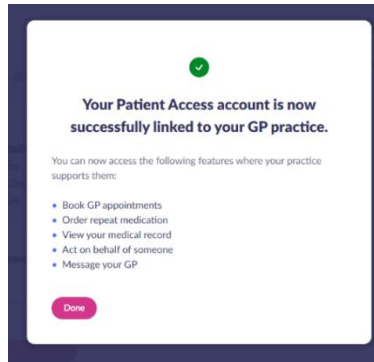 Your Patient Access account is now
successfully linked to your GP practice.
You can now access the following features where your practice
supports them:
• Book GP appointments
• Order repeat medication
• View your medical record
• Act on behalf of someone
• Message your GP
Done